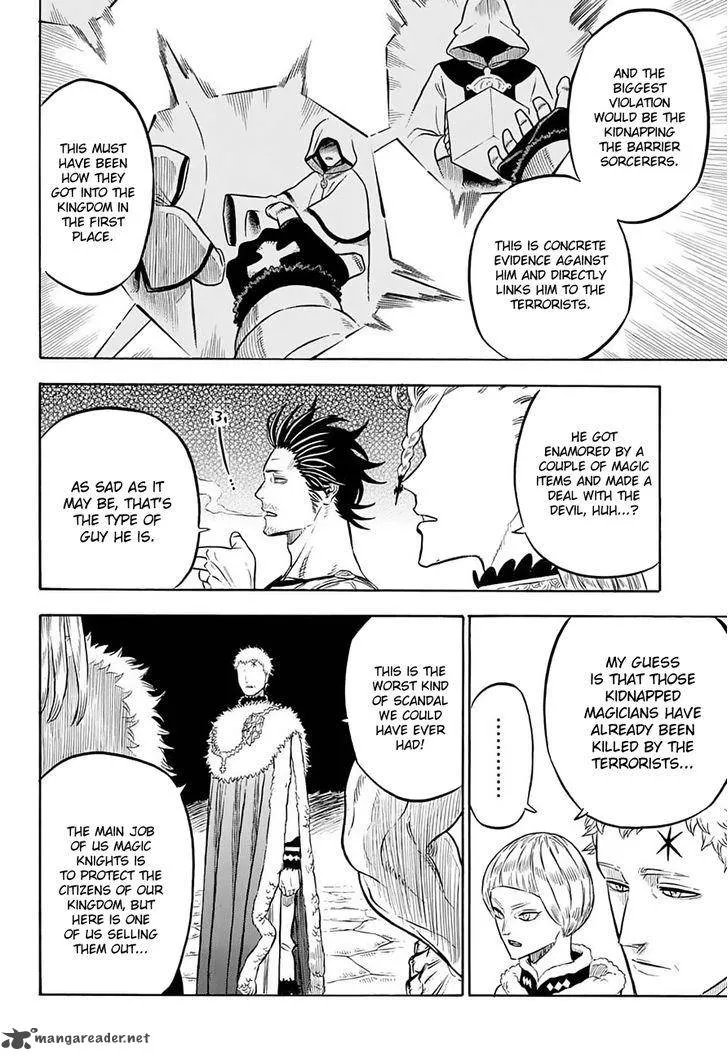 AND THE
BIGGEST
VIOLATION
WOULD BE THE
KIDNAPPING
THE BARRIER
SORCERERS.
THIS IS CONCRETE
EVIDENCE AGAINST
HIM AND DIRECTLY
LINKS HIM TO THE
TERRORISTS.
THIS MUST
HAVE BEEN
HOW THEY
GOT INTO THE
KINGDOM IN
THE FIRST
PLACE.
HE GOT
ENAMORED BY A
COUPLE OF MAGIC
ITEMS AND MADE A
DEAL WITH THE
DEVIL, HUH...?
AS SAD AS IT
MAY BE, THAT'S
THE TYPE OF
GUY HE IS.
MY GUESS
IS THAT THOSE
KIDNAPPED
MAGICIANS HAVE
ALREADY BEEN
KILLED BY THE
TERRORISTS...
.........
THIS IS THE
WORST KIND
OF SCANDAL
WE COULD
HAVE EVER
HAD!
THE MAIN JOB
OF US MAGIC
KNIGHTS IS
TO PROTECT THE
CITIZENS OF OUR
KINGDOM, BUT
HERE IS ONE
OF US SELLING
THEM OUT...
mangareader.net